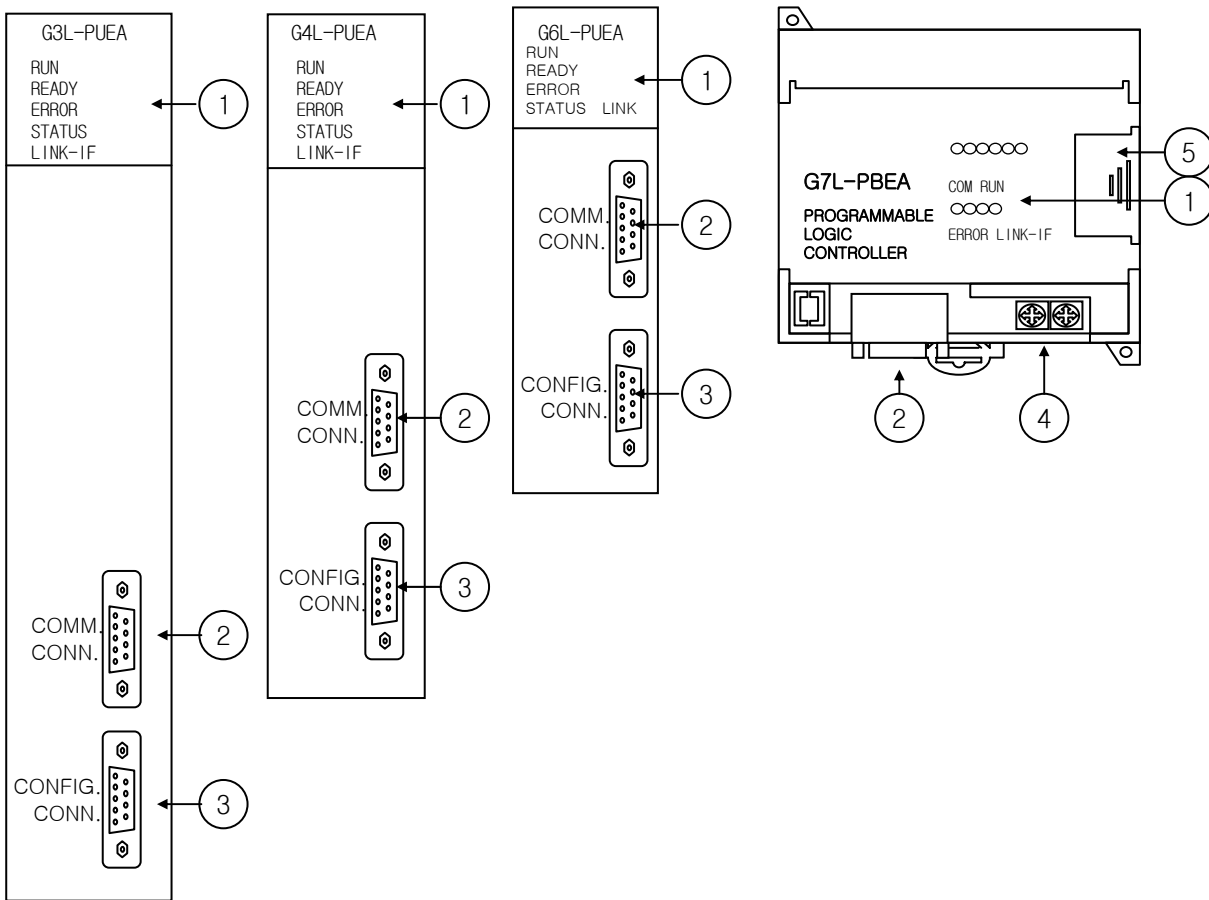 G3L-PUEA
RUN
READY
ERROR
STATUS
LINK-IF
1
COMM.
CONN.
2
CONFIG.
CONN.
3
G4L-PUEA
RUN
READY
ERROR
STATUS
LINK-IF
1
COMM.
CONN.
2
CONFIG.
CONN.
3
G6L-PUEA
RUN
READY
ERROR
STATUS LINK
1
COMM.
CONN.
2
CONFIG.
CONN.
3
G7L-PBEA
PROGRAMMABLE
LOGIC
CONTROLLER
COM RUN
ERROR LINK-IF
5
1
2
4